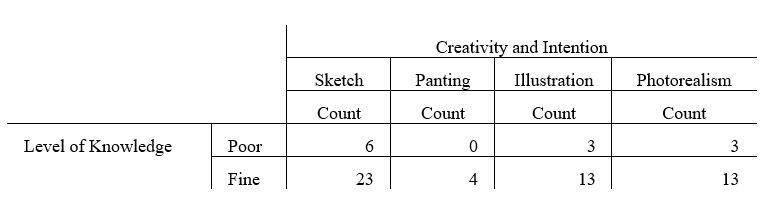 Creativity and Intention
Sketch Panting Illustration Photorealism
Count Count Count Count
Level of Knowledge Poor 6 0 3 3
Fine 23 4 13 13